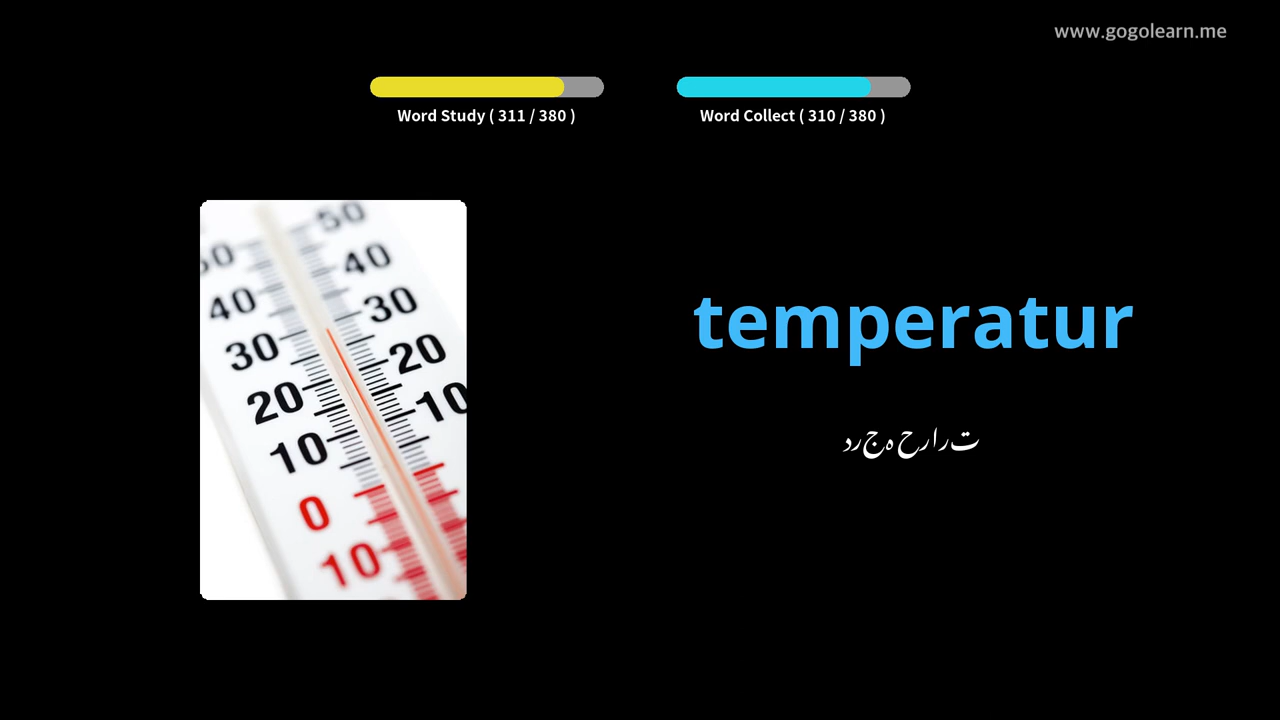 www.gogolearn.me
Word Study ( 311 / 380 )
Word Collect ( 310 / 380 )
50
50
40
40
30
30
20
20
10
10
0
10
temperatur
درجہ حرارت